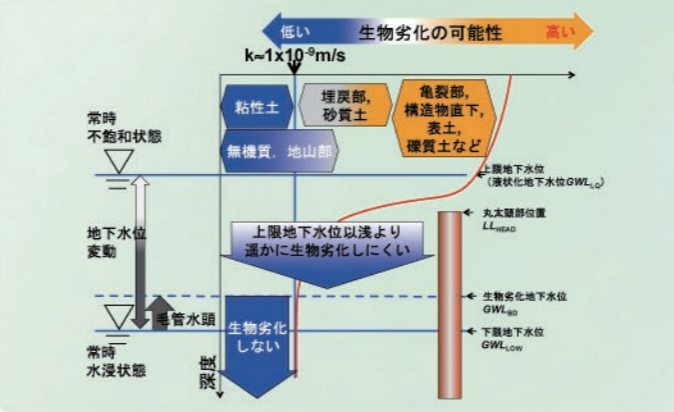 低い
生物劣化の可能性
高い
k≈1x10⁻⁹m/s
粘性土
埋戻部,
砂質土
亀裂部,
構造物直下,
表土,
礫質土など
無機質, 地山部
常時
不飽和状態
上限地下水位
(液状化地下水位GWLLQ)
丸太頭部位置
LLHEAD
地下水位
変動
上限地下水位以浅より
遥かに生物劣化しにくい
生物劣化地下水位
GWLBD
毛管水頭
生物劣化
しない
下限地下水位
GWLLOW
常時
水浸状態
深度